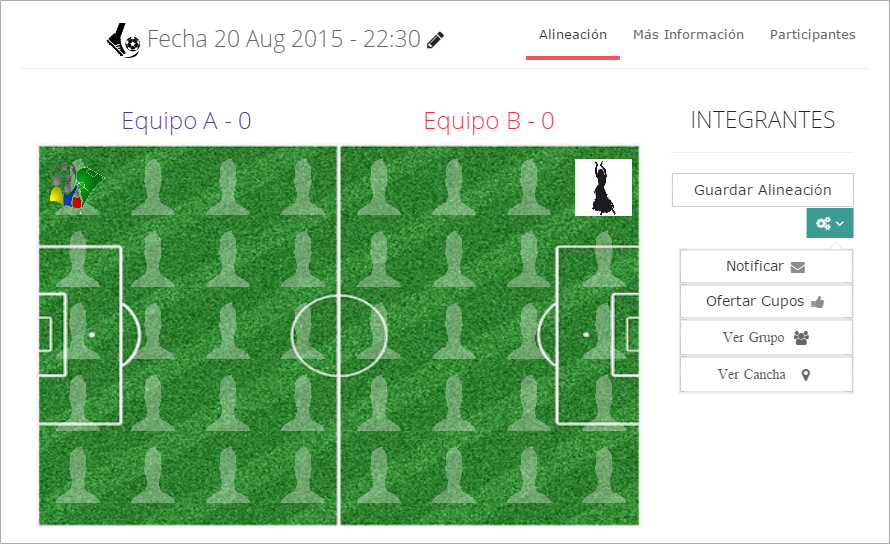 Fecha 20 Aug 2015 - 22:30
Alineación
Más Información
Participantes
Equipo A - 0
Equipo B - 0
INTEGRANTES
Guardar Alineación
Notificar
Ofertar Cupos
Ver Grupo
Ver Cancha